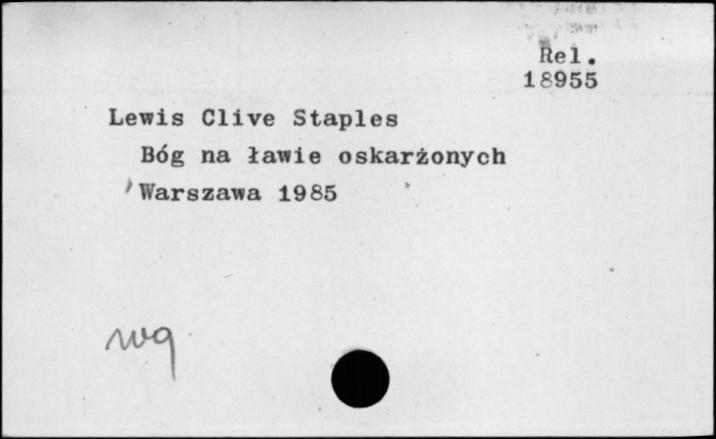 Rel.
18955
Lewis Clive Staples
Bóg na ławie oskarżonych
Warszawa 1985